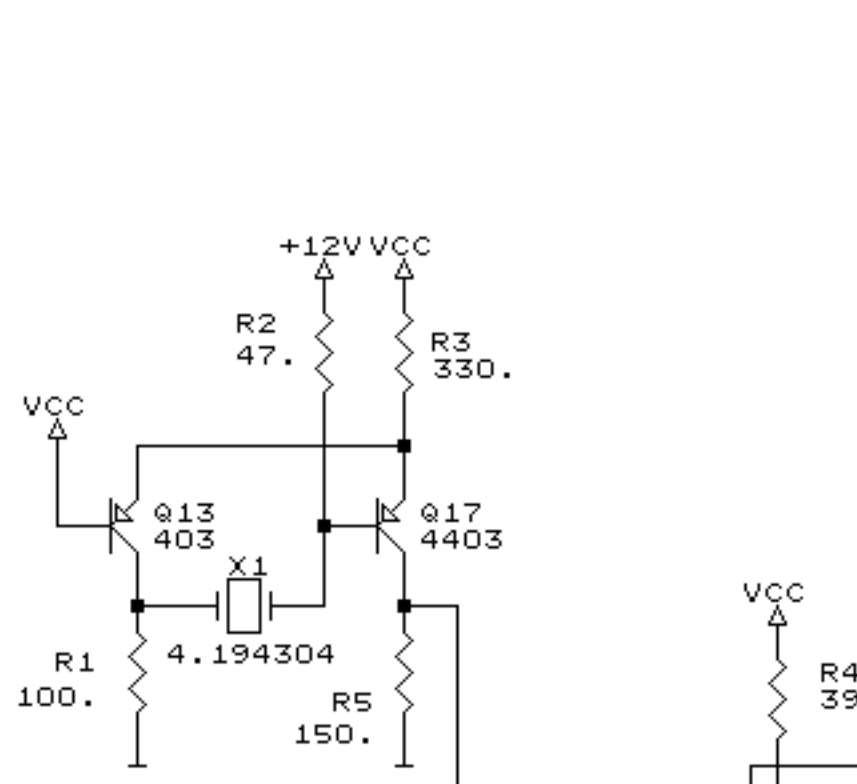 +12V VCC
R2
47.
R3
330.
VCC
Q13
403
Q17
4403
X1
4.194304
R1
100.
R5
150.
VCC
R4
39